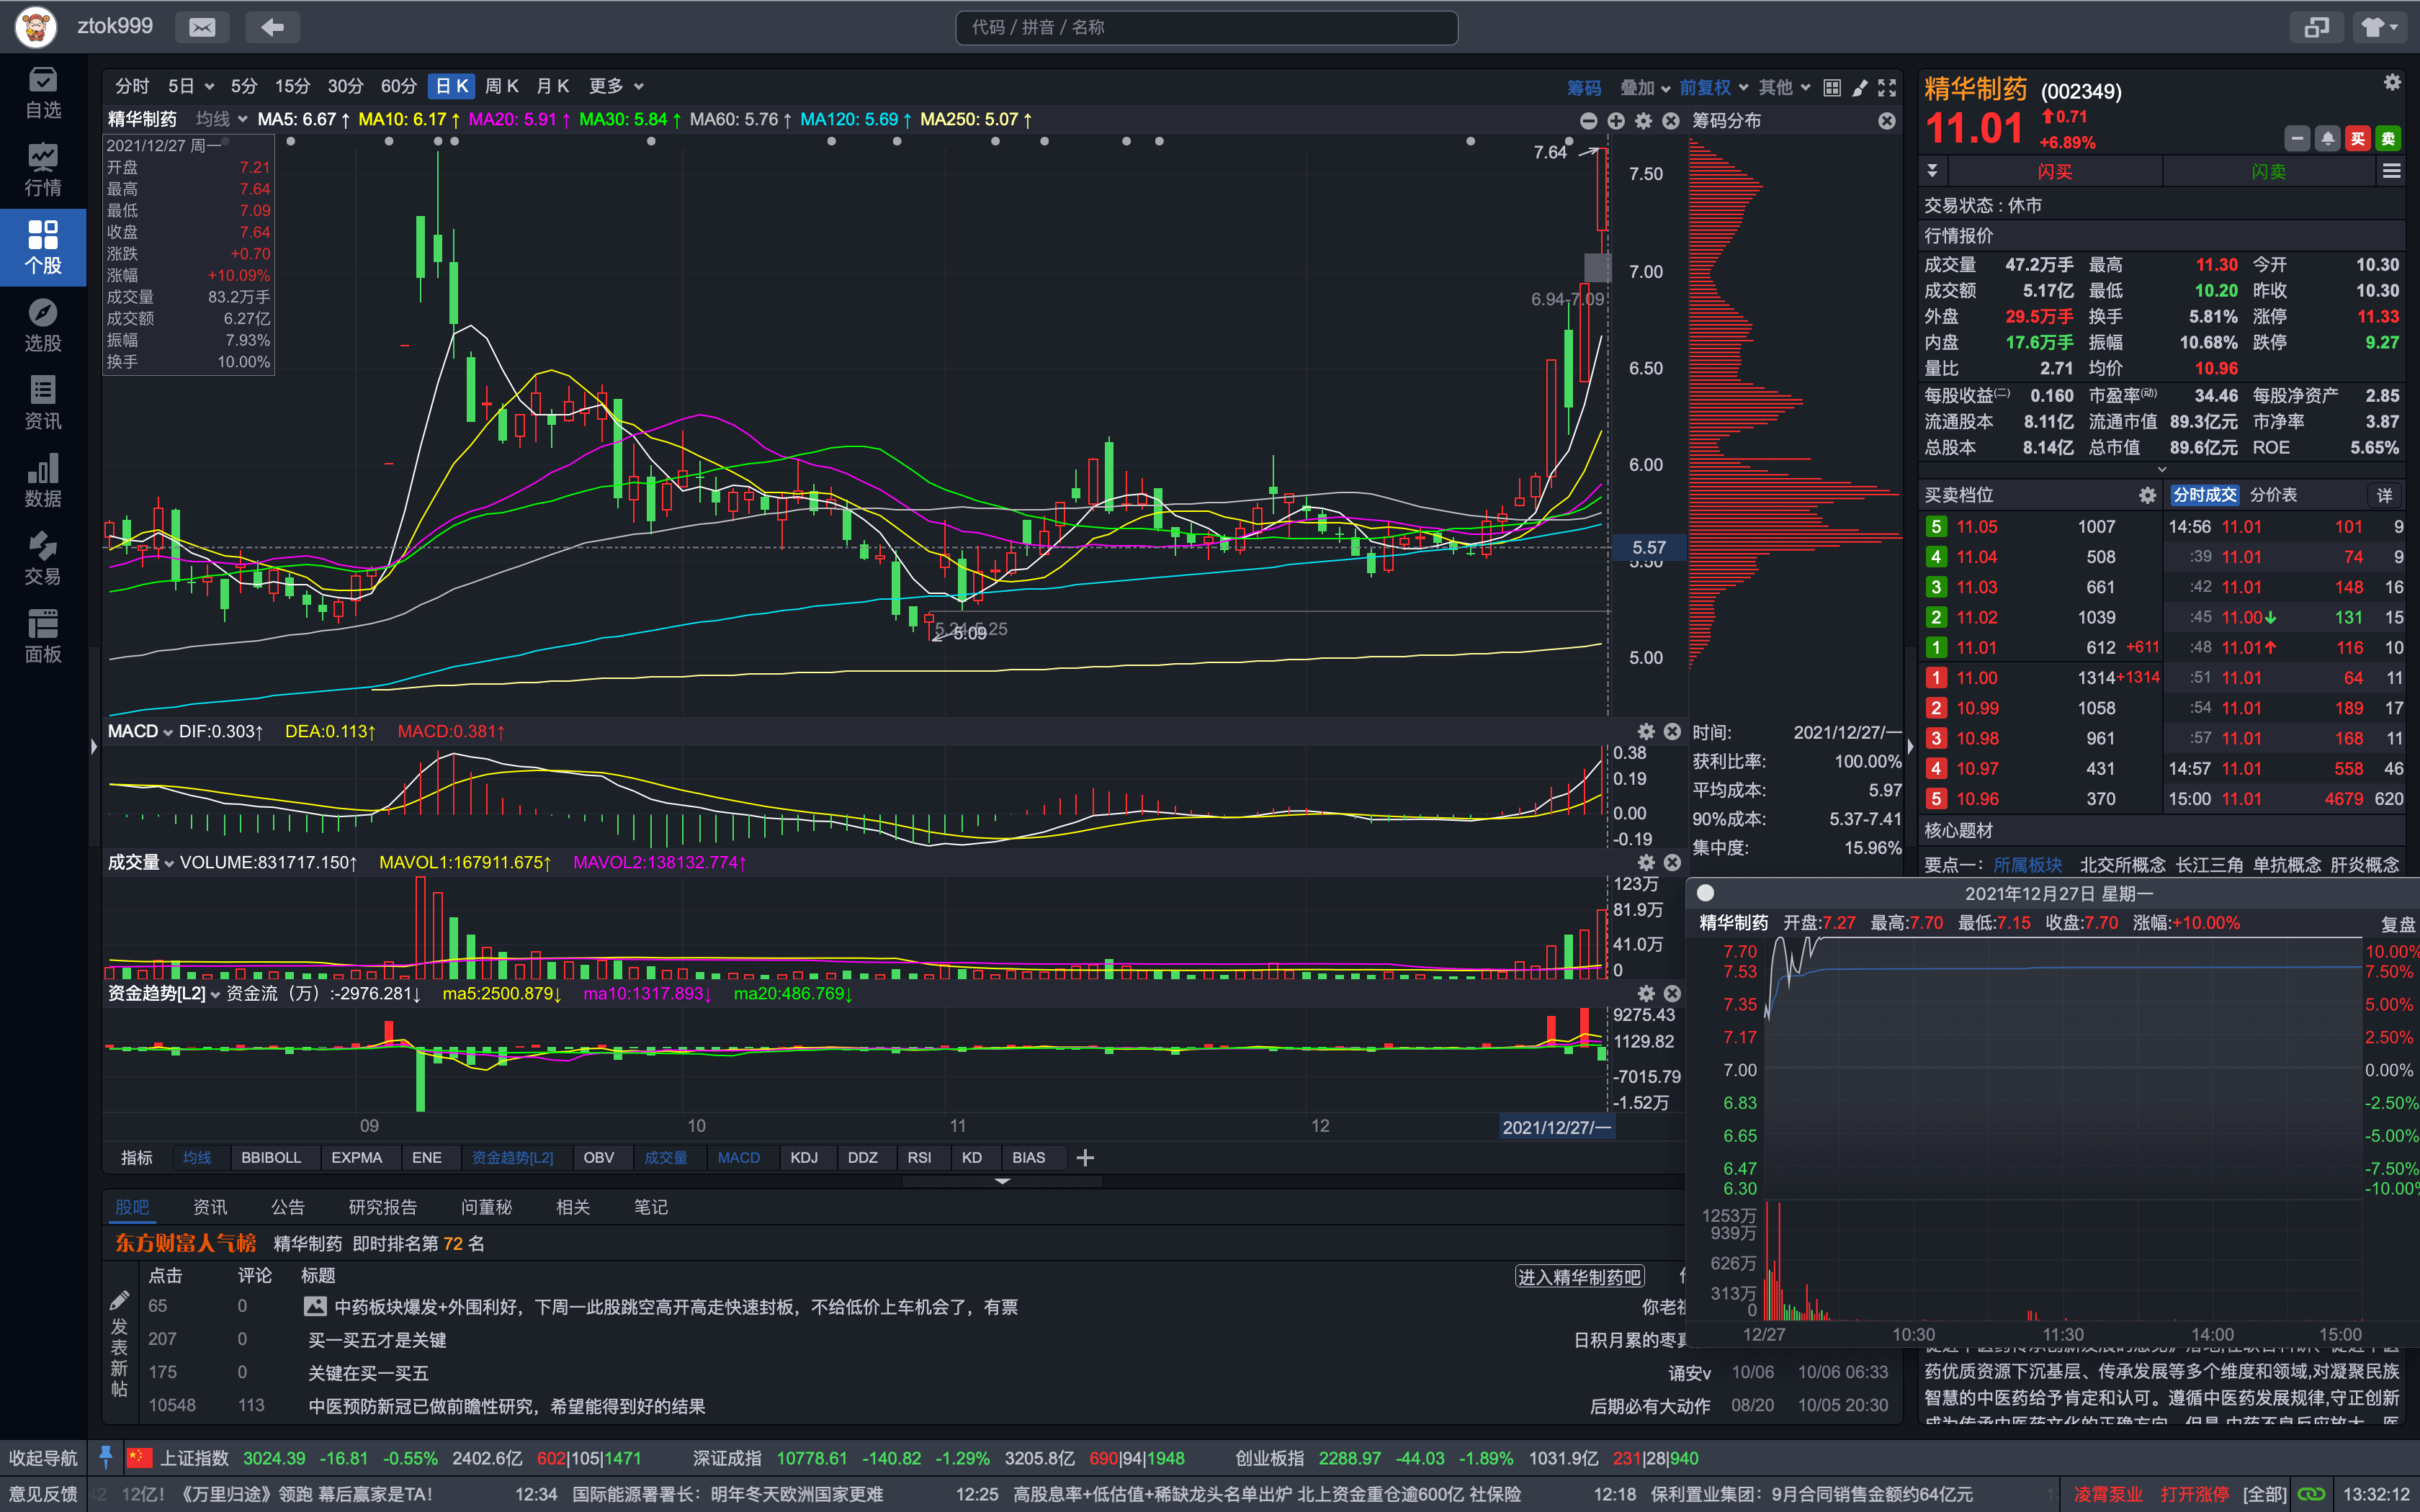 ztok999
代码 / 拼音 / 名称
自选
行情
个股
选股
资讯
数据
交易
面板
分时 5日 5分 15分 30分 60分 日K 周K 月K 更多
筹码 叠加 前复权 其他
精华制药 均线 MA5: 6.67↑ MA10: 6.17↑ MA20: 5.91↑ MA30: 5.84↑ MA60: 5.76↑ MA120: 5.69↑ MA250: 5.07↑
筹码分布
2021/12/27 周一
开盘 7.21
最高 7.64
最低 7.09
收盘 7.64
涨跌 +0.70
涨幅 +10.09%
成交量 83.2万手
成交额 6.27亿
振幅 7.93%
换手 10.00%
7.64
7.50
7.00
6.94-7.09
6.50
6.00
5.57
5.50
5.24-5.25
5.09
5.00
MACD DIF:0.303↑ DEA:0.113↑ MACD:0.381↑
0.38
0.19
0.00
-0.19
成交量 VOLUME:831717.150↑ MAVOL1:167911.675↑ MAVOL2:138132.774↑
123万
81.9万
41.0万
0
资金趋势[L2] 资金流（万）:-2976.281↓ ma5:2500.879↓ ma10:1317.893↓ ma20:486.769↓
9275.43
1129.82
-7015.79
-1.52万
09 10 11 12 2021/12/27/一
时间: 2021/12/27/一
获利比率: 100.00%
平均成本: 5.97
90%成本: 5.37-7.41
集中度: 15.96%
指标 均线 BBIBOLL EXPMA ENE 资金趋势[L2] OBV 成交量 MACD KDJ DDZ RSI KD BIAS
股吧 资讯 公告 研究报告 问董秘 相关 笔记
东方财富人气榜 精华制药 即时排名第 72 名
点击 评论 标题 进入精华制药吧
65 0 中药板块爆发+外围利好，下周一此股跳空高开高走快速封板，不给低价上车机会了，有票 你老
207 0 买一买五才是关键 日积月累的枣
175 0 关键在买一买五 诵安v 10/06 10/06 06:33
10548 113 中医预防新冠已做前瞻性研究，希望能得到好的结果 后期必有大动作 08/20 10/05 20:30
发表新帖
精华制药 (002349)
11.01 0.71
+6.89%
买 卖
闪买 闪卖
交易状态 : 休市
行情报价
成交量 47.2万手 最高 11.30 今开 10.30
成交额 5.17亿 最低 10.20 昨收 10.30
外盘 29.5万手 换手 5.81% 涨停 11.33
内盘 17.6万手 振幅 10.68% 跌停 9.27
量比 2.71 均价 10.96
每股收益(二) 0.160 市盈率(动) 34.46 每股净资产 2.85
流通股本 8.11亿 流通市值 89.3亿元 市净率 3.87
总股本 8.14亿 总市值 89.6亿元 ROE 5.65%
买卖档位 分时成交 分价表 详
5 11.05 1007 14:56 11.01 101 9
4 11.04 508 :39 11.01 74 9
3 11.03 661 :42 11.01 148 16
2 11.02 1039 :45 11.00↓ 131 15
1 11.01 612 +611 :48 11.01↑ 116 10
1 11.00 1314 +1314 :51 11.01 64 11
2 10.99 1058 :54 11.01 189 17
3 10.98 961 :57 11.01 168 11
4 10.97 431 14:57 11.01 558 46
5 10.96 370 15:00 11.01 4679 620
核心题材
要点一： 所属板块 北交所概念 长江三角 单抗概念 肝炎概念
2021年12月27日 星期一
精华制药 开盘:7.27 最高:7.70 最低:7.15 收盘:7.70 涨幅:+10.00% 复盘
7.70 10.00%
7.53 7.50%
7.35 5.00%
7.17 2.50%
7.00 0.00%
6.83 -2.50%
6.65 -5.00%
6.47 -7.50%
6.30 -10.00%
1253万
939万
626万
313万
0
12/27 10:30 11:30 14:00 15:00
药优质资源下沉基层、传承发展等多个维度和领域,对凝聚民族
智慧的中医药给予肯定和认可。遵循中医药发展规律,守正创新
收起导航 上证指数 3024.39 -16.81 -0.55% 2402.6亿 602|105|1471 深证成指 10778.61 -140.82 -1.29% 3205.8亿 690|94|1948 创业板指 2288.97 -44.03 -1.89% 1031.9亿 231|28|940
意见反馈 42 12亿！《万里归途》领跑 幕后赢家是TA! 12:34 国际能源署署长：明年冬天欧洲国家更难 12:25 高股息率+低估值+稀缺龙头名单出炉 北上资金重仓逾600亿 社保险 12:18 保利置业集团：9月合同销售金额约64亿元 凌霄泵业 打开涨停 [全部] 13:32:12